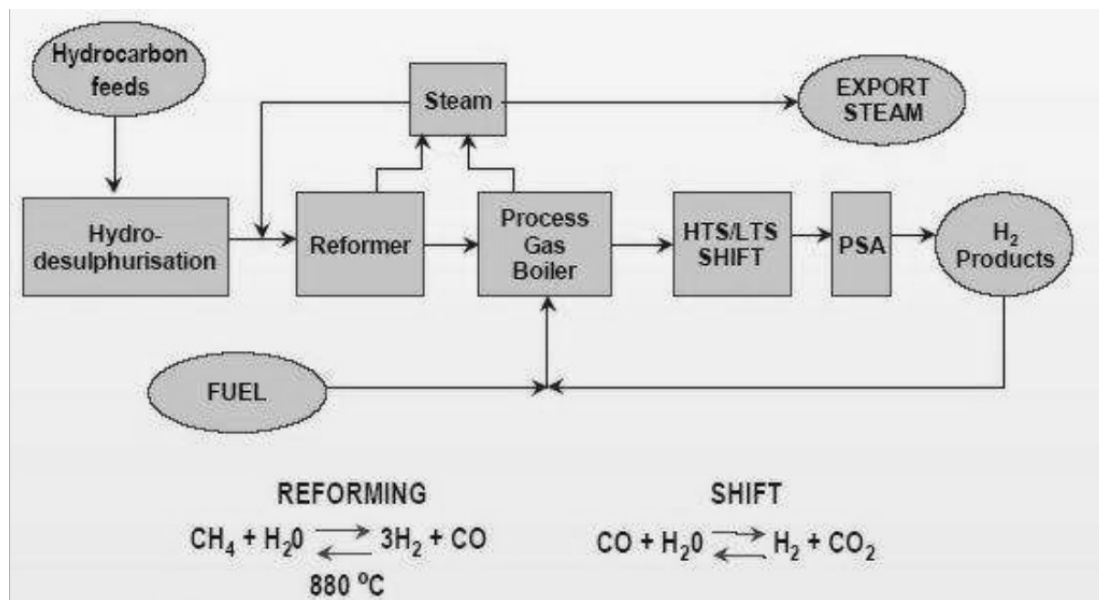 Hydrocarbon
feeds
Steam
EXPORT
STEAM
Hydro-
desulphurisation
Reformer
Process
Gas
Boiler
HTS/LTS
SHIFT
PSA
H₂
Products
FUEL
REFORMING
CH₄ + H₂0 ⇄ 3H₂ + CO
880 ⁰C
SHIFT
CO + H₂0 ⇄ H₂ + CO₂